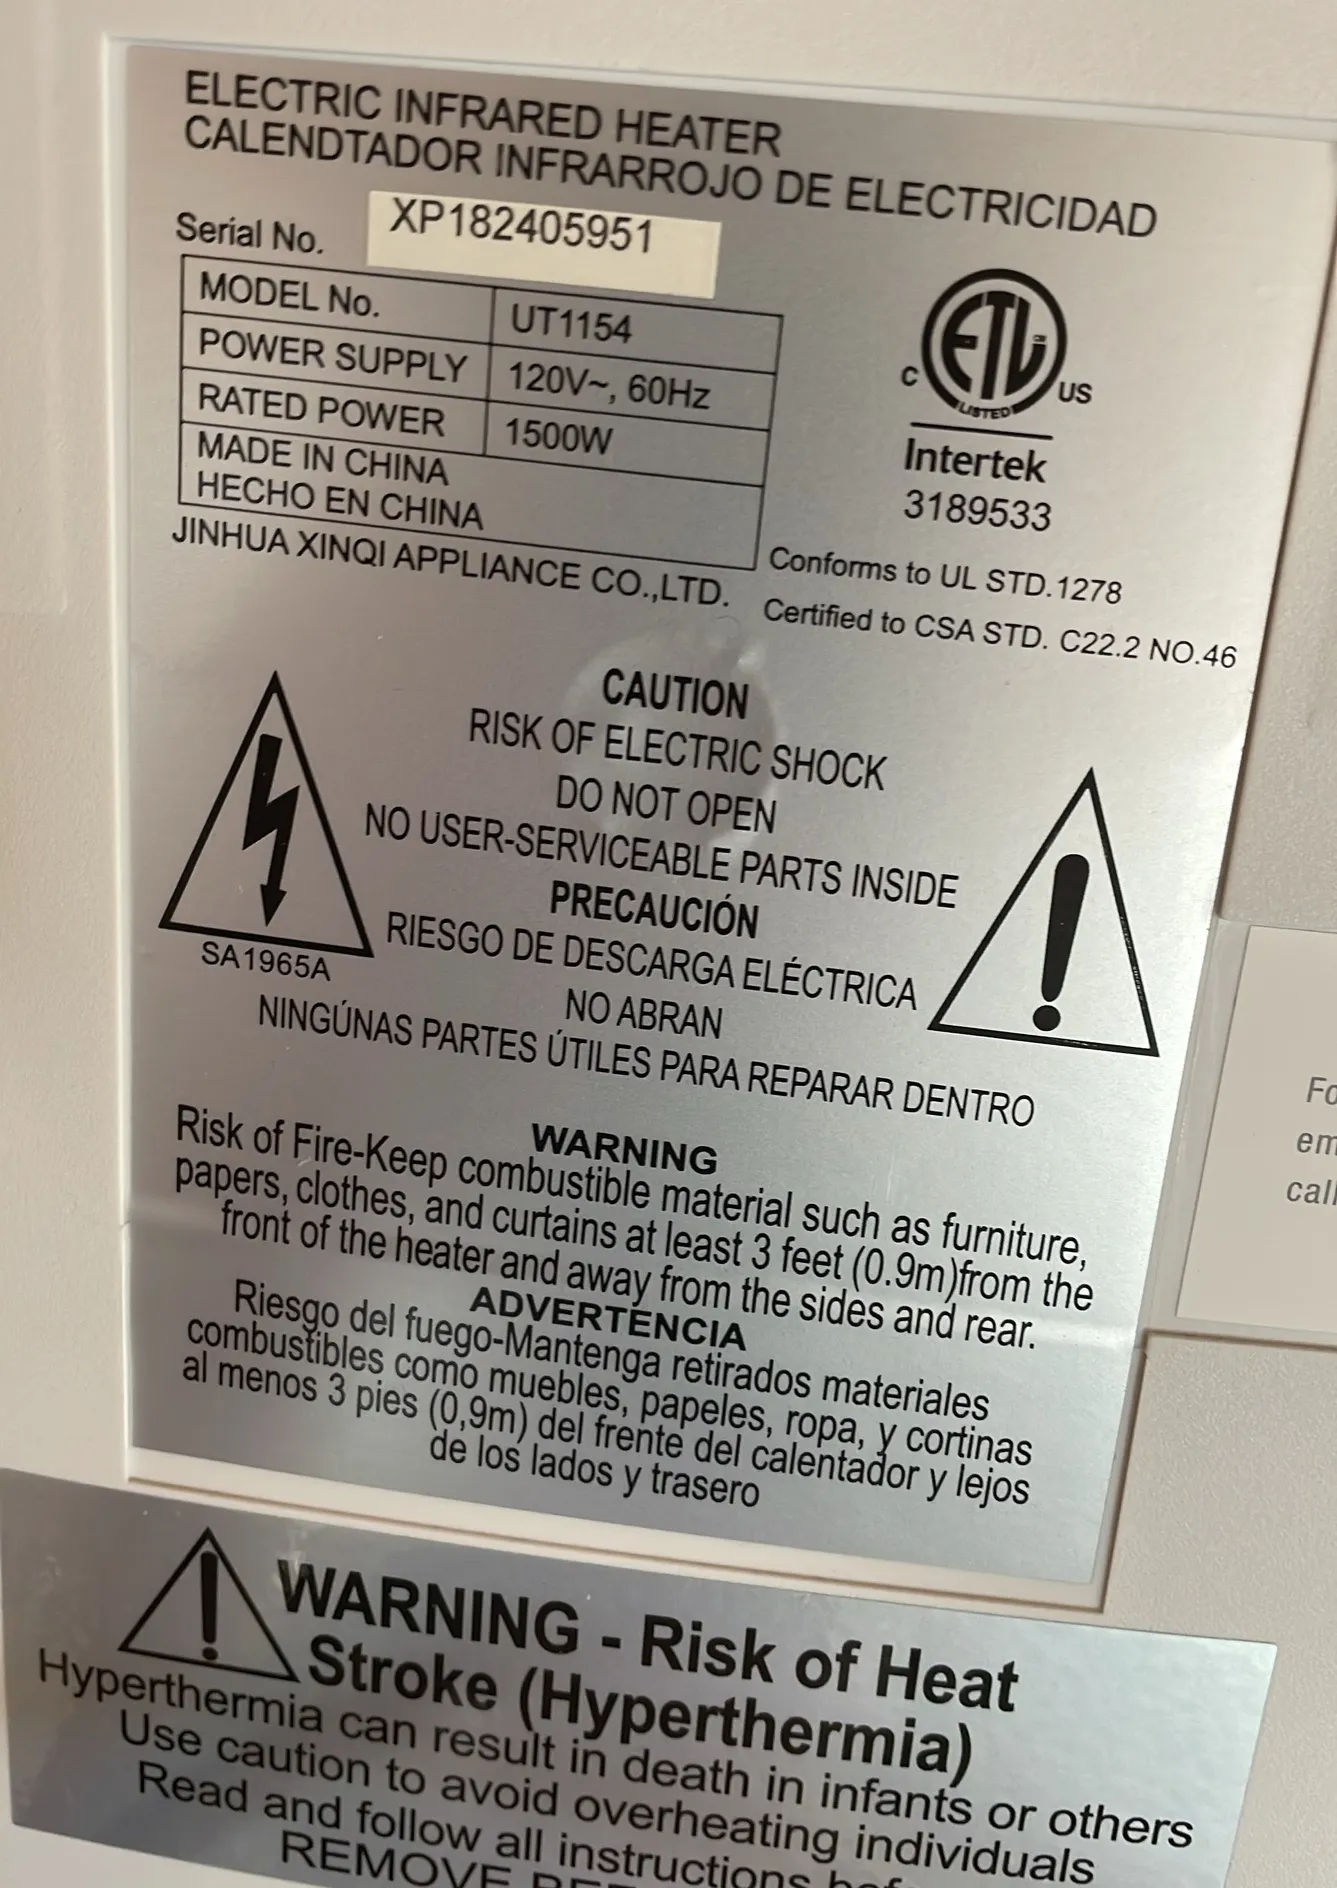 ELECTRIC INFRARED HEATER
CALENDTADOR INFRARROJO DE ELECTRICIDAD
Serial No. XP182405951
MODEL No. UT1154
POWER SUPPLY 120V~, 60Hz
RATED POWER 1500W
MADE IN CHINA
HECHO EN CHINA
JINHUA XINQI APPLIANCE CO.,LTD.
C ETL CM US
LISTED
Intertek
3189533
Conforms to UL STD.1278
Certified to CSA STD. C22.2 NO.46
CAUTION
RISK OF ELECTRIC SHOCK
DO NOT OPEN
NO USER-SERVICEABLE PARTS INSIDE
PRECAUCIÓN
RIESGO DE DESCARGA ELÉCTRICA
NO ABRAN
NINGÚNAS PARTES ÚTILES PARA REPARAR DENTRO
SA1965A
WARNING
Risk of Fire-Keep combustible material such as furniture,
papers, clothes, and curtains at least 3 feet (0.9m)from the
front of the heater and away from the sides and rear.
ADVERTENCIA
Riesgo del fuego-Mantenga retirados materiales
combustibles como muebles, papeles, ropa, y cortinas
al menos 3 pies (0,9m) del frente del calentador y lejos
de los lados y trasero
WARNING - Risk of Heat
Stroke (Hyperthermia)
Hyperthermia can result in death in infants or others
Use caution to avoid overheating individuals
Read and follow all instructions
REMOVE
call